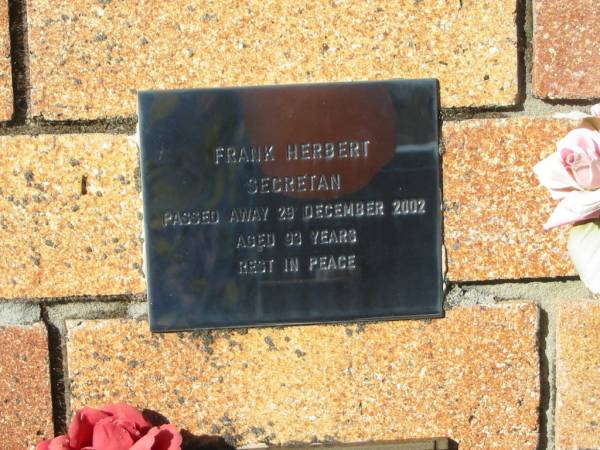 FRANK HERBERT
SECRETAN
PASSED AWAY 29 DECEMBER 2002
AGED 93 YEARS
REST IN PEACE